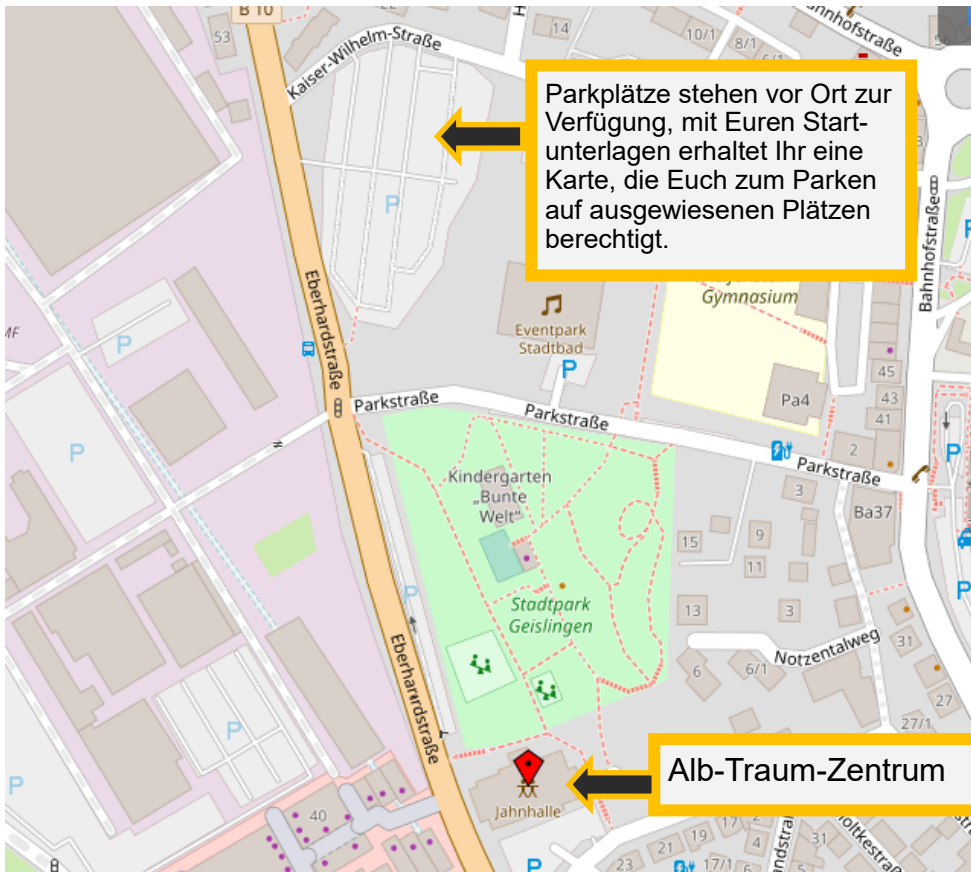 B 10
53
Kaiser-Wilhelm-Straße
14
10/1
8/1
Parkplätze stehen vor Ort zur
Verfügung, mit Euren Start-
unterlagen erhaltet Ihr eine
Karte, die Euch zum Parken
auf ausgewiesenen Plätzen
berechtigt.
P
Bahnhofstraße
Eberhardstraße
Gymnasium
Eventpark
Stadtbad
P
P
P
45
43
41
Pa4
2
Parkstraße
Parkstraße
Parkstraße
P
Kindergarten
„Bunte
Welt“
3
Ba37
15
9
11
P
P
P
Stadtpark
Geislingen
13
3
Notzentalweg
31
6
6/1
27
27/1
Eberhardstraße
P
P
Alb-Traum-Zentrum
Jahnhalle
40
17
19
21
4
31
23
17/1
6
5
P